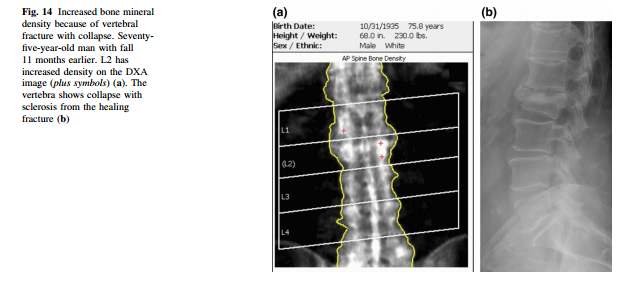 Fig. 14 Increased bone mineral
density because of vertebral
fracture with collapse. Seventy-
five-year-old man with fall
11 months earlier. L2 has
increased density on the DXA
image (plus symbols) (a). The
vertebra shows collapse with
sclerosis from the healing
fracture (b)
(a)
Birth Date: 10/31/1935 75.8 years
Height / Weight: 68.0 in. 230.0 lbs.
Sex / Ethnic: Male White
AP Spine Bone Density
L1
(L2)
L3
L4
(b)